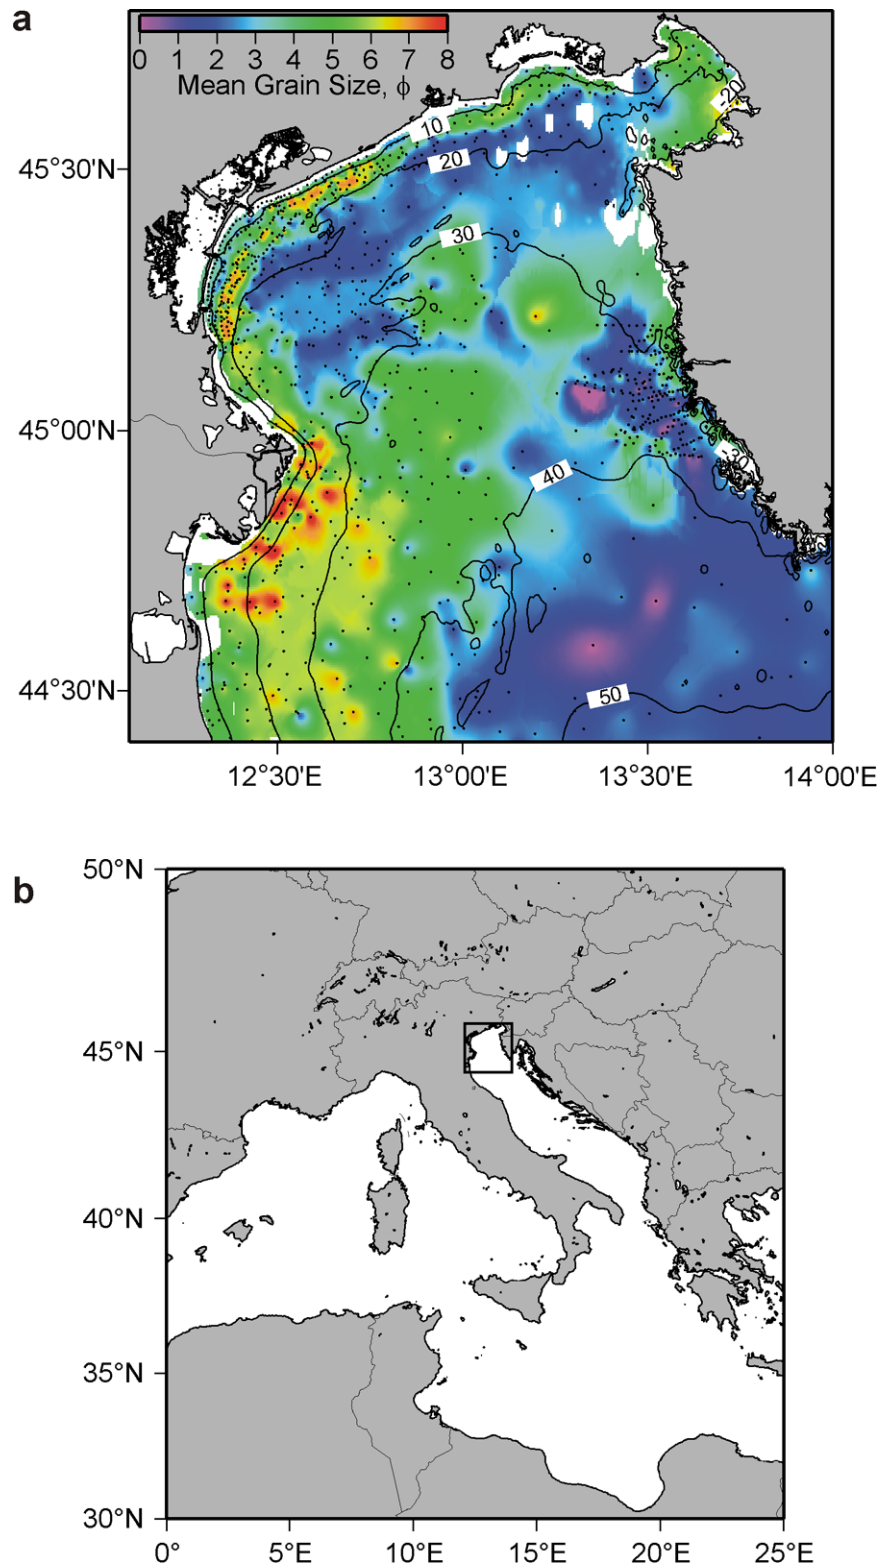 a
0 1 2 3 4 5 6 7 8
Mean Grain Size, ϕ
-20
10
20
30
45°30'N
45°00'N
-30
40
44°30'N
50
12°30'E 13°00'E 13°30'E 14°00'E
b
50°N
45°N
40°N
35°N
30°N
0° 5°E 10°E 15°E 20°E 25°E